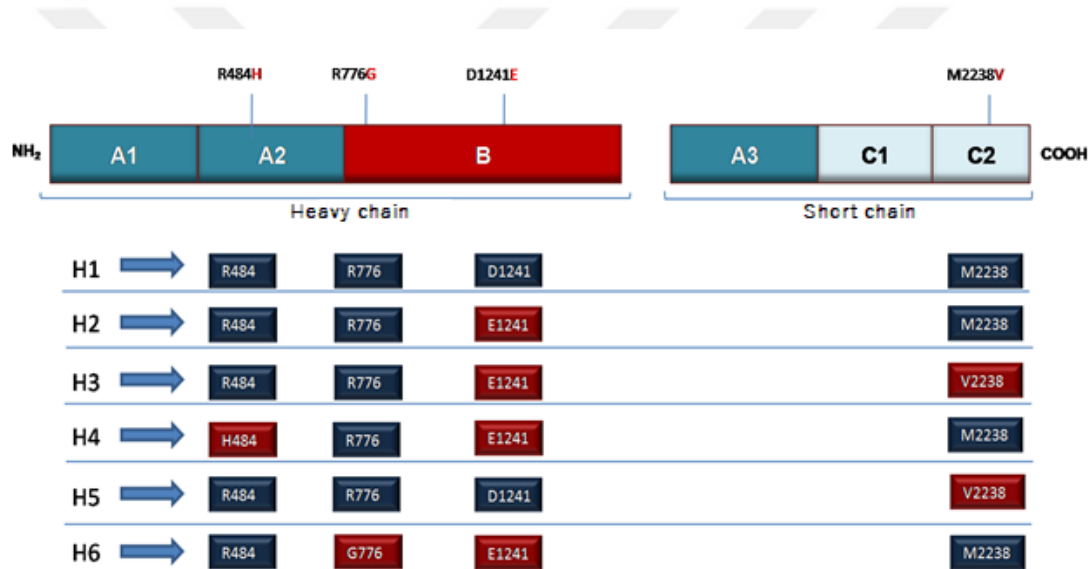 R484H R776G D1241E M2238V
NH₂ A1 A2 B A3 C1 C2 COOH
Heavy chain Short chain
H1 R484 R776 D1241 M2238
H2 R484 R776 E1241 M2238
H3 R484 R776 E1241 V2238
H4 H484 R776 E1241 M2238
H5 R484 R776 D1241 V2238
H6 R484 G776 E1241 M2238